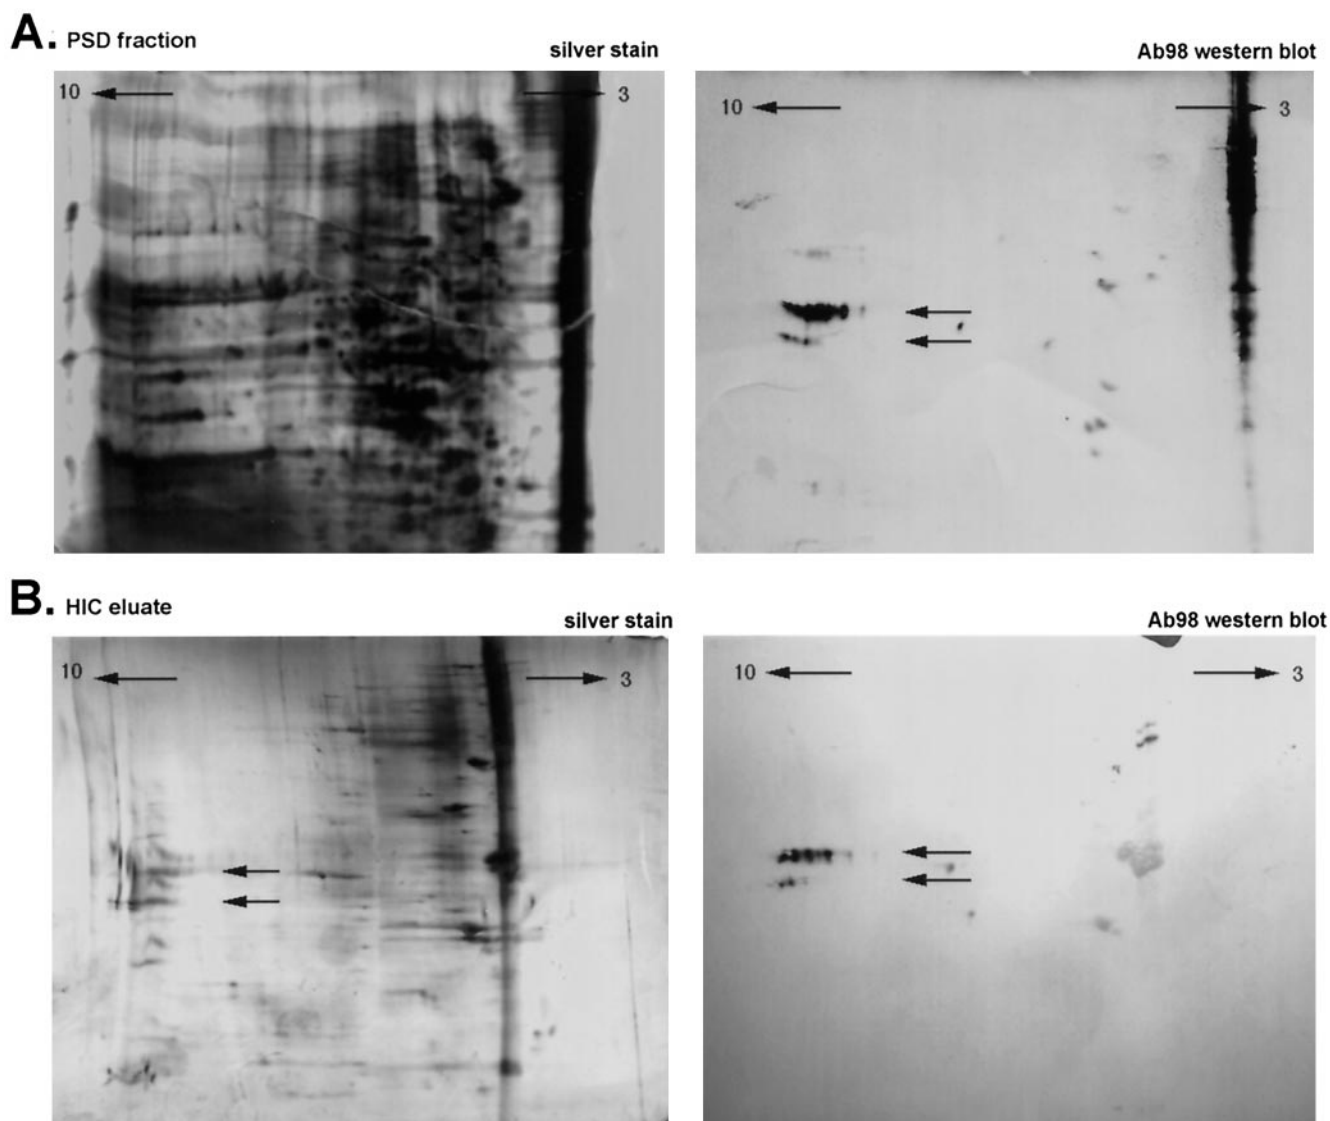 A. PSD fraction
silver stain
Ab98 western blot
10
3
10
3
B. HIC eluate
silver stain
Ab98 western blot
10
3
10
3